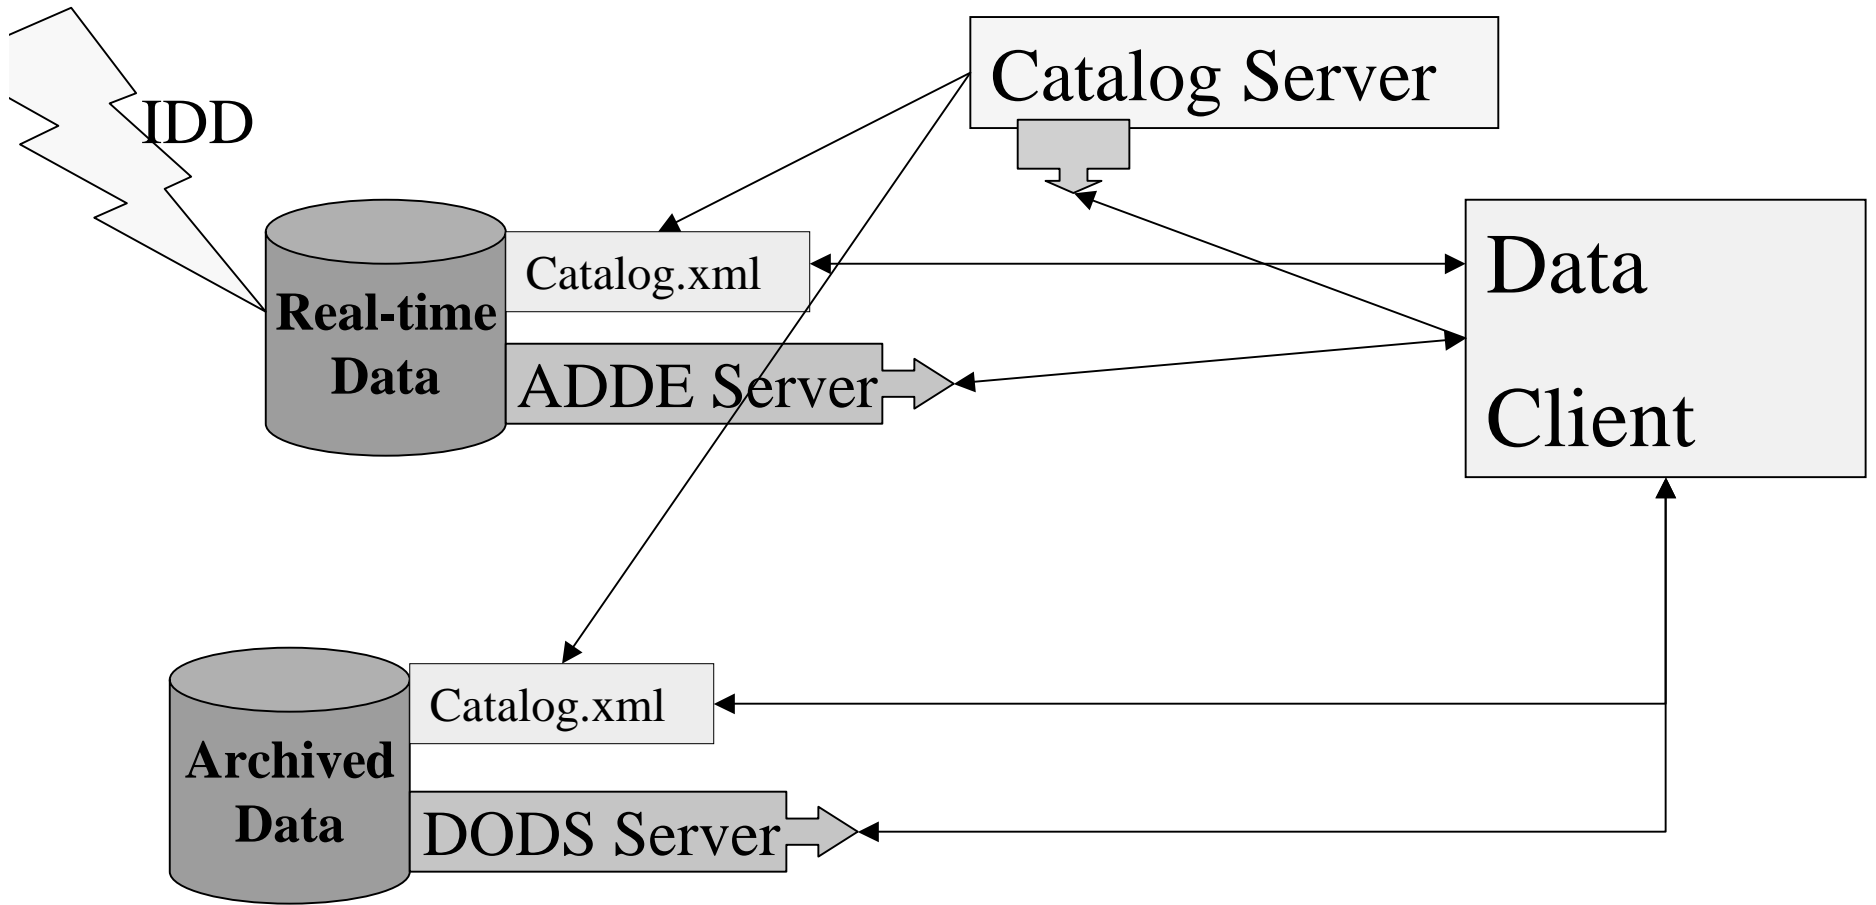 Catalog Server
IDD
Catalog.xml
Data
Client
Real-time
Data
ADDE Server
Catalog.xml
Archived
Data
DODS Server